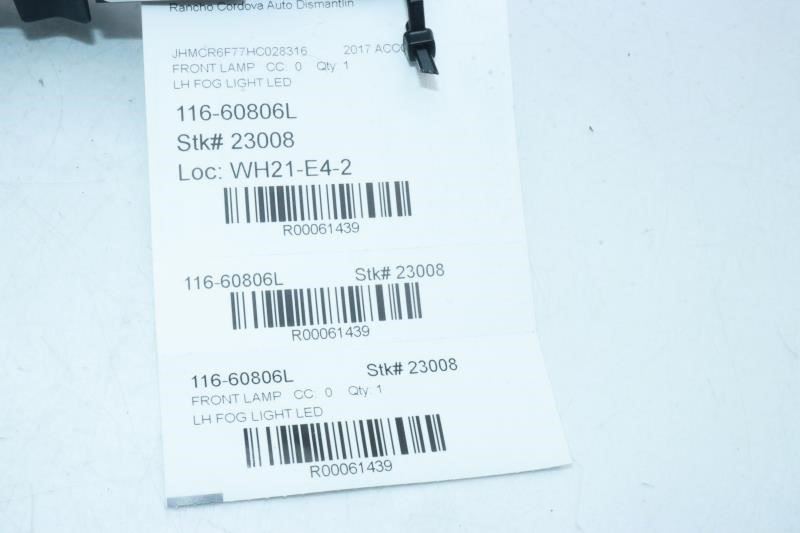 Rancho Cordova Auto Dismantlin
JHMCR6F77HC028316 2017
FRONT LAMP CC: 0 Qty: 1
LH FOG LIGHT LED
116-60806L
Stk# 23008
Loc: WH21-E4-2
R00061439
116-60806L Stk# 23008
R00061439
116-60806L Stk# 23008
FRONT LAMP CC: 0 Qty: 1
LH FOG LIGHT LED
R00061439